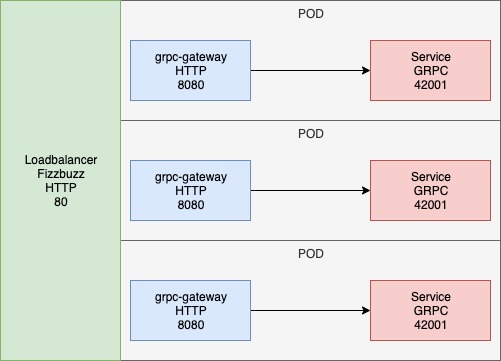 Loadbalancer
Fizzbuzz
HTTP
80
POD
grpc-gateway
HTTP
8080
Service
GRPC
42001
POD
grpc-gateway
HTTP
8080
Service
GRPC
42001
POD
grpc-gateway
HTTP
8080
Service
GRPC
42001